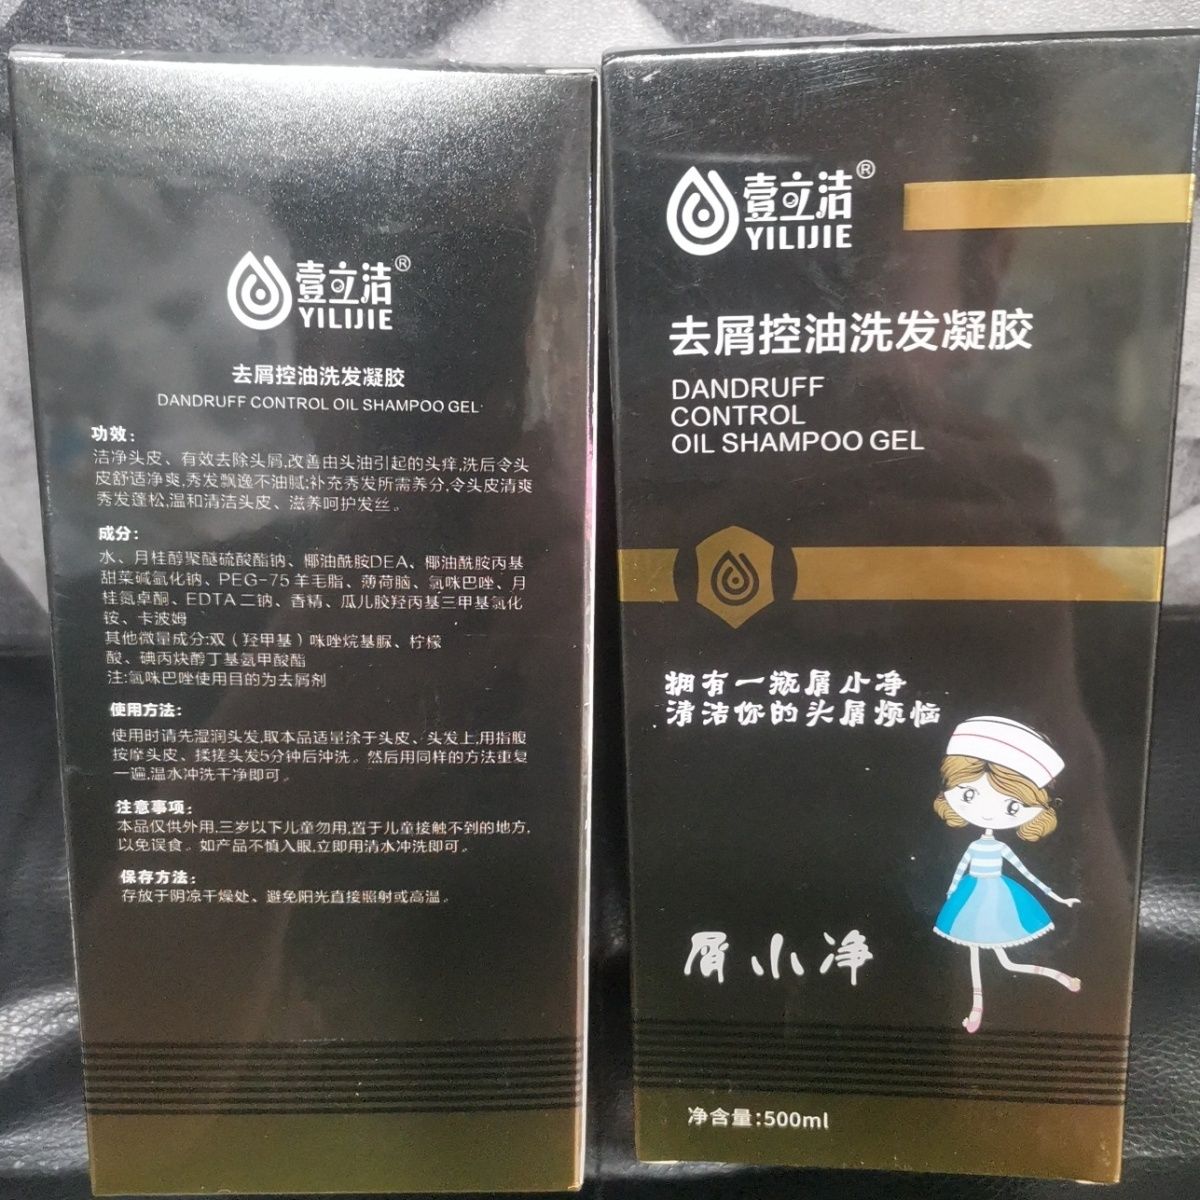 壹立洁®
YILIJIE
去屑控油洗发凝胶
DANDRUFF CONTROL OIL SHAMPOO GEL
功效：
洁净头皮、有效去除头屑,改善由头油引起的头痒,洗后令头
皮舒适净爽,秀发飘逸不油腻;补充秀发所需养分,令头皮清爽
秀发蓬松,温和清洁头皮、滋养呵护发丝。
成分：
水、月桂醇聚醚硫酸酯钠、椰油酰胺DEA、椰油酰胺丙基
甜菜碱氯化钠、PEG-75羊毛脂、薄荷脑、氯咪巴唑、月
桂氮卓酮、EDTA二钠、香精、瓜儿胶羟丙基三甲基氯化
铵、卡波姆
其他微量成分:双（羟甲基）咪唑烷基脲、柠檬
酸、碘丙炔醇丁基氨甲酸酯
注:氯咪巴唑使用目的为去屑剂
使用方法：
使用时请先湿润头发,取本品适量涂于头皮、头发上,用指腹
按摩头皮、揉搓头发5分钟后冲洗。然后用同样的方法重复
一遍,温水冲洗干净即可。
注意事项：
本品仅供外用,三岁以下儿童勿用,置于儿童接触不到的地方,
以免误食。如产品不慎入眼,立即用清水冲洗即可。
保存方法：
存放于阴凉干燥处、避免阳光直接照射或高温。
壹立洁®
YILIJIE
去屑控油洗发凝胶
DANDRUFF
CONTROL
OIL SHAMPOO GEL
拥有一瓶屑小净
清洁你的头屑烦恼
屑小净
净含量:500ml